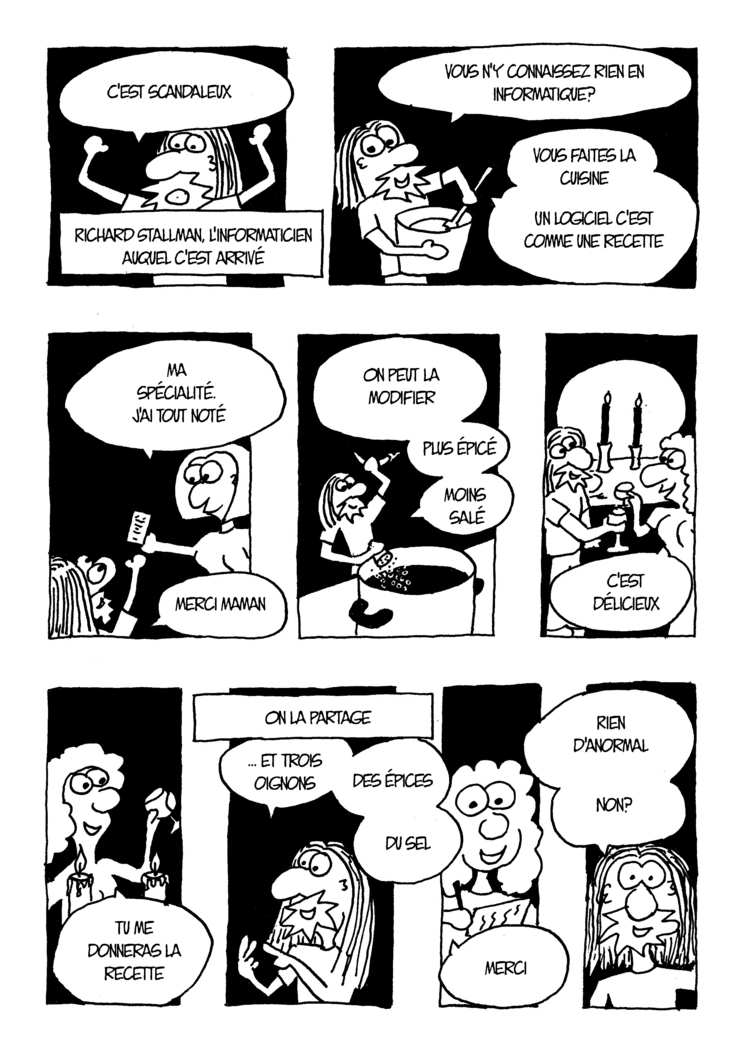 C'EST SCANDALEUX
RICHARD STALLMAN, L'INFORMATICIEN
AUQUEL C'EST ARRIVÉ
VOUS N'Y CONNAISSEZ RIEN EN
INFORMATIQUE?
VOUS FAITES LA
CUISINE
UN LOGICIEL C'EST
COMME UNE RECETTE
MA
SPÉCIALITÉ.
J'AI TOUT NOTÉ
MERCI MAMAN
ON PEUT LA
MODIFIER
PLUS ÉPICÉ
MOINS
SALÉ
C'EST
DÉLICIEUX
TU ME
DONNERAS LA
RECETTE
ON LA PARTAGE
... ET TROIS
OIGNONS
DES ÉPICES
DU SEL
MERCI
RIEN
D'ANORMAL
NON?